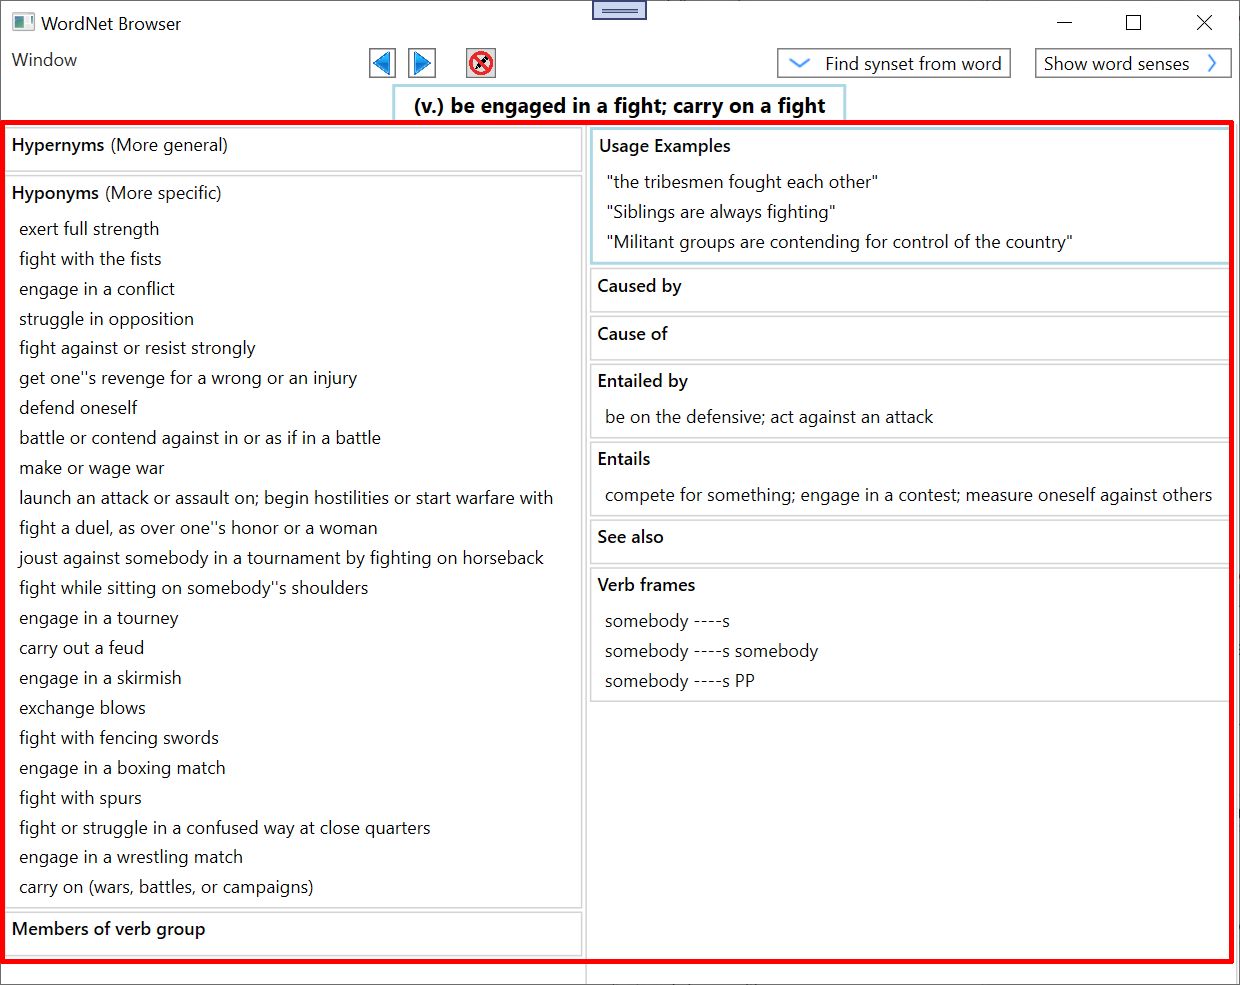 WordNet Browser
Window
Find synset from word
Show word senses
(v.) be engaged in a fight; carry on a fight
Hypernyms (More general)
Hyponyms (More specific)
exert full strength
fight with the fists
engage in a conflict
struggle in opposition
fight against or resist strongly
get one''s revenge for a wrong or an injury
defend oneself
battle or contend against in or as if in a battle
make or wage war
launch an attack or assault on; begin hostilities or start warfare with
fight a duel, as over one''s honor or a woman
joust against somebody in a tournament by fighting on horseback
fight while sitting on somebody''s shoulders
engage in a tourney
carry out a feud
engage in a skirmish
exchange blows
fight with fencing swords
engage in a boxing match
fight with spurs
fight or struggle in a confused way at close quarters
engage in a wrestling match
carry on (wars, battles, or campaigns)
Members of verb group
Usage Examples
"the tribesmen fought each other"
"Siblings are always fighting"
"Militant groups are contending for control of the country"
Caused by
Cause of
Entailed by
be on the defensive; act against an attack
Entails
compete for something; engage in a contest; measure oneself against others
See also
Verb frames
somebody ----s
somebody ----s somebody
somebody ----s PP